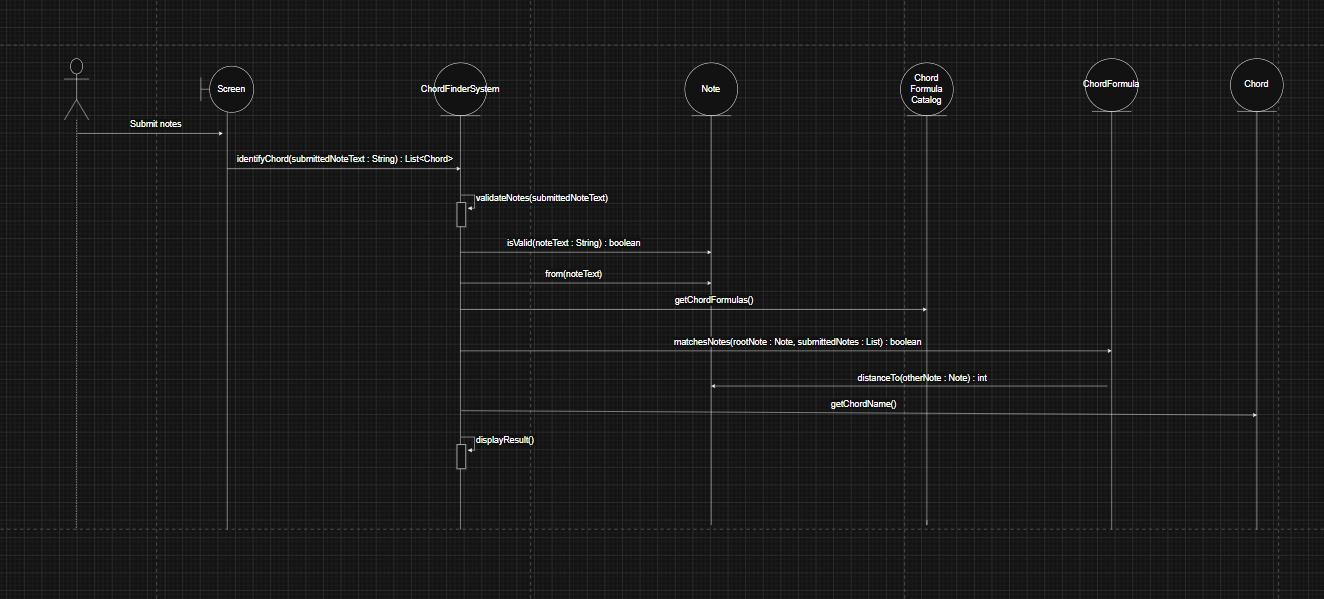 Screen
ChordFinderSystem
Note
Chord
Formula
Catalog
ChordFormula
Chord
Submit notes
identifyChord(submittedNoteText : String) : List<Chord>
validateNotes(submittedNoteText)
isValid(noteText : String) : boolean
from(noteText)
getChordFormulas()
matchesNotes(rootNote : Note, submittedNotes : List) : boolean
distanceTo(otherNote : Note) : int
getChordName()
displayResult()